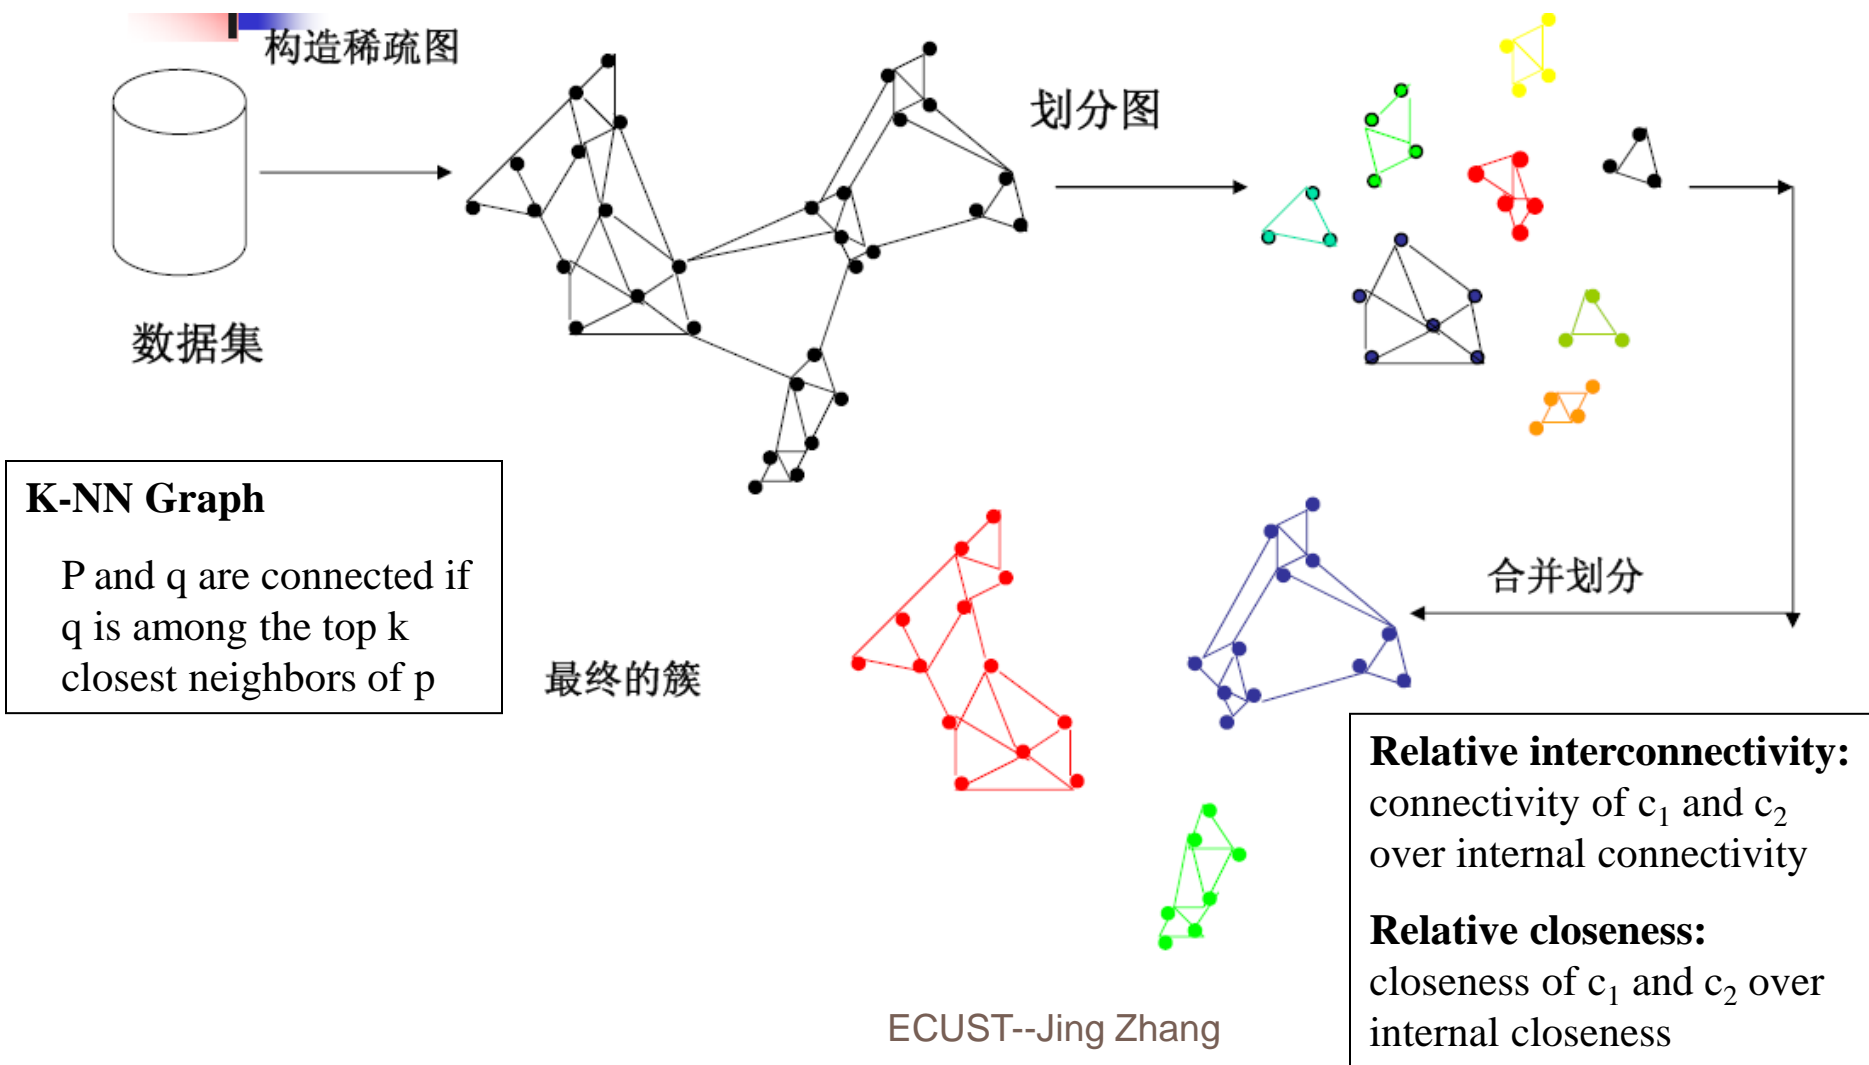 构造稀疏图
划分图
数据集
K-NN Graph
P and q are connected if
q is among the top k
closest neighbors of p
最终的簇
合并划分
Relative interconnectivity:
connectivity of c₁ and c₂
over internal connectivity
Relative closeness:
closeness of c₁ and c₂ over
internal closeness
ECUST--Jing Zhang